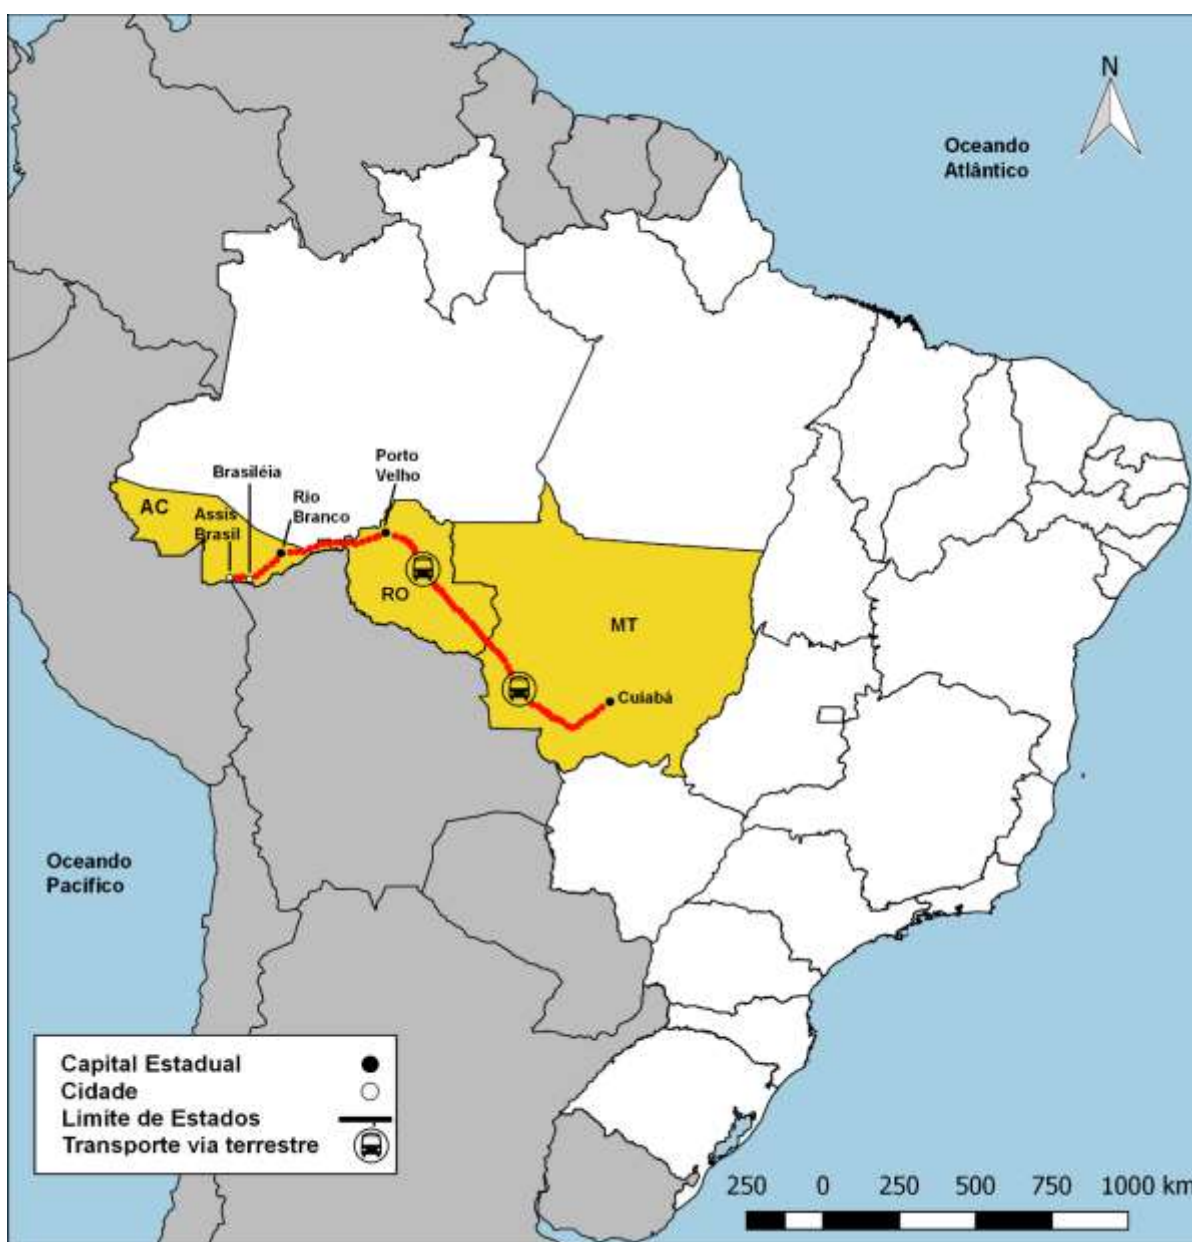 N
Oceando
Atlântico
Porto
Velho
Brasiléia
Rio
Branco
AC
Assis
Brasil
RO
MT
Cuiabá
Oceando
Pacífico
Capital Estadual
Cidade
Limite de Estados
Transporte via terrestre
250 0 250 500 750 1000 km